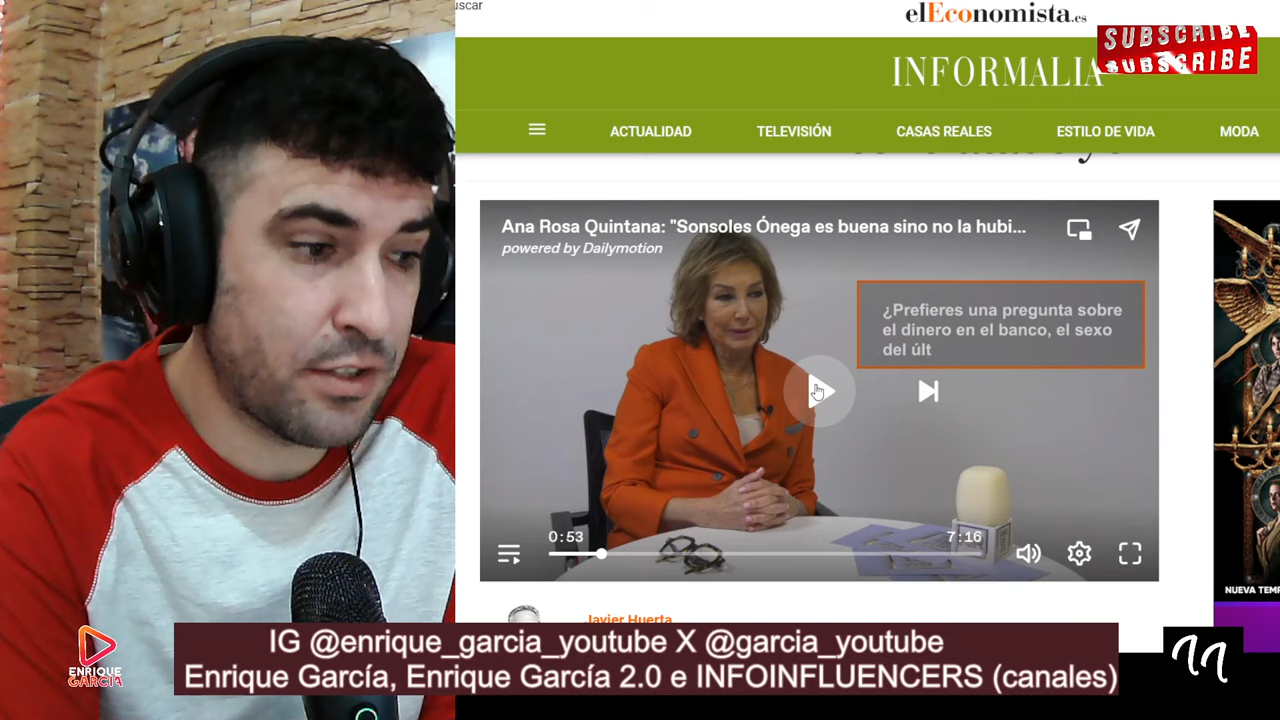 uscar
elEconomista.es
SUBSCRIBE
SUBSCRIBE
INFORMALIA
ACTUALIDAD
TELEVISIÓN
CASAS REALES
ESTILO DE VIDA
MODA
Ana Rosa Quintana: "Sonsoles Ónega es buena sino no la hubi...
powered by Dailymotion
¿Prefieres una pregunta sobre
el dinero en el banco, el sexo
del últ
0:53
7:16
NUEVA TEMP
Javier Huerta
IG @enrique_garcia_youtube X @garcia_youtube
Enrique García, Enrique García 2.0 e INFOINFLUENCERS (canales)
ENRIQUE
GARCÍA